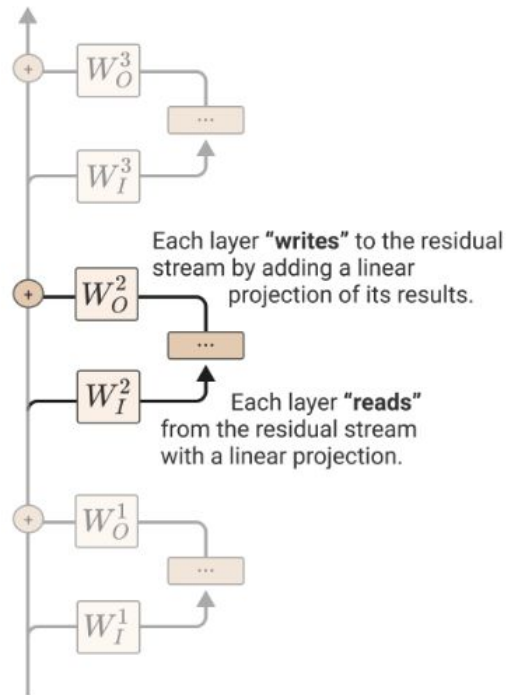 +
W_O^3
...
W_I^3
Each layer “writes” to the residual
stream by adding a linear
projection of its results.
+
W_O^2
...
W_I^2
Each layer “reads”
from the residual stream
with a linear projection.
+
W_O^1
...
W_I^1